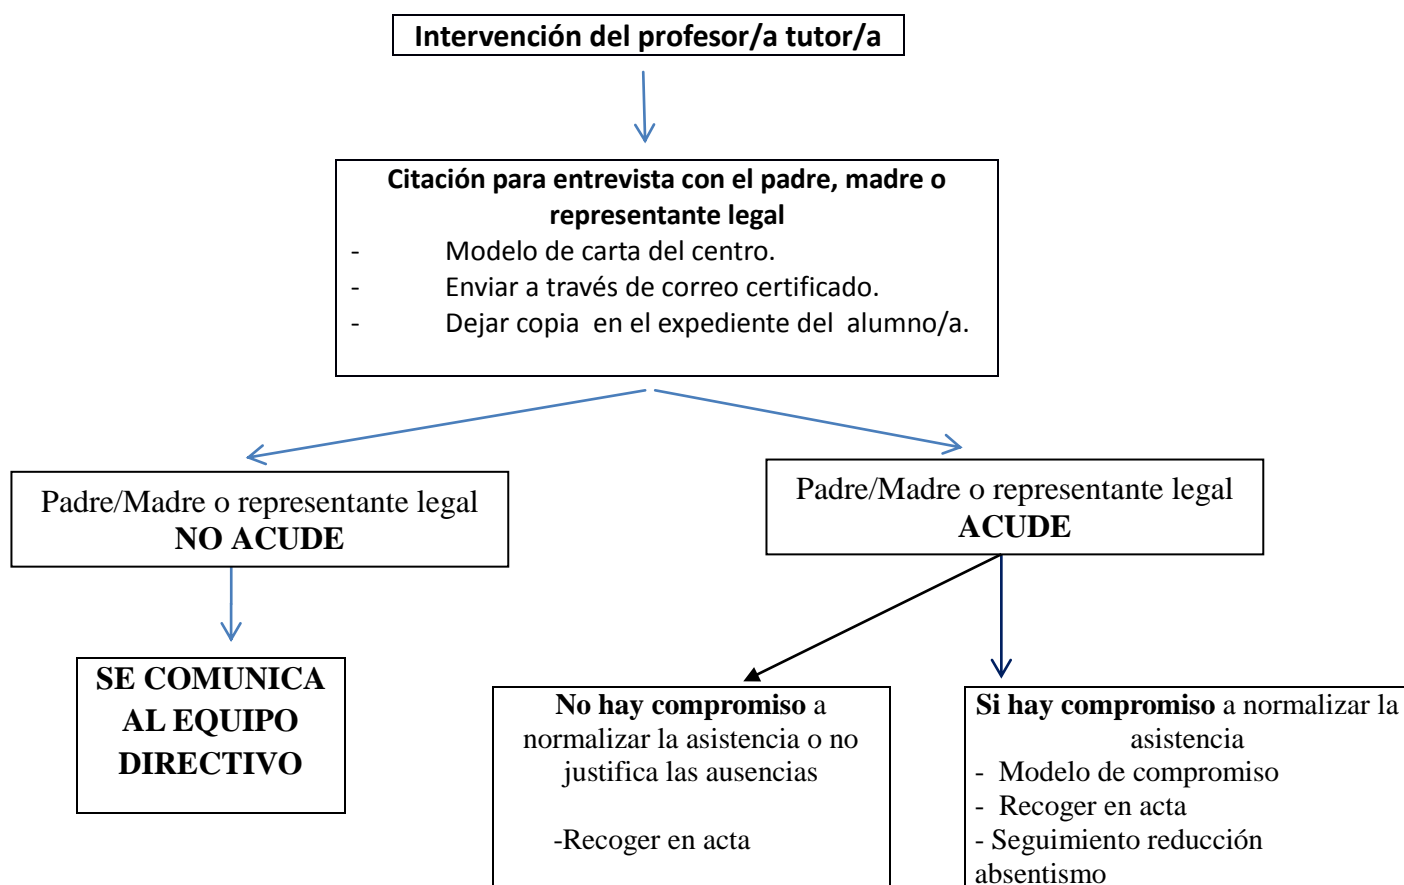 Intervención del profesor/a tutor/a
Citación para entrevista con el padre, madre o
representante legal
- Modelo de carta del centro.
- Enviar a través de correo certificado.
- Dejar copia en el expediente del alumno/a.
Padre/Madre o representante legal
NO ACUDE
Padre/Madre o representante legal
ACUDE
SE COMUNICA
AL EQUIPO
DIRECTIVO
No hay compromiso a
normalizar la asistencia o no
justifica las ausencias
-Recoger en acta
Si hay compromiso a normalizar la
asistencia
- Modelo de compromiso
- Recoger en acta
- Seguimiento reducción
absentismo